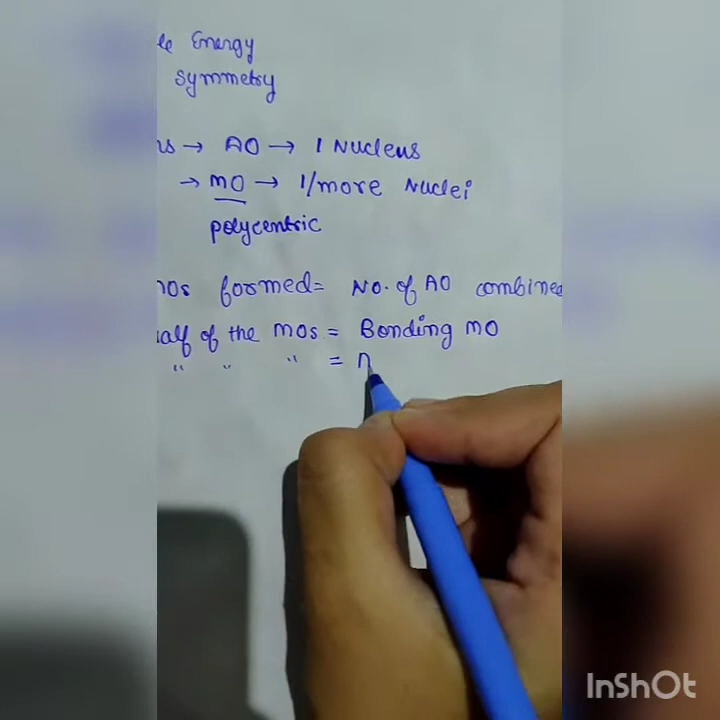 le Energy
Symmetry
ns → AO → 1 Nucleus
→ MO → 1/more Nuclei
polycentric
MOs formed = No. of AO combined
half of the MOs = Bonding MO
" " " = n
InShOt